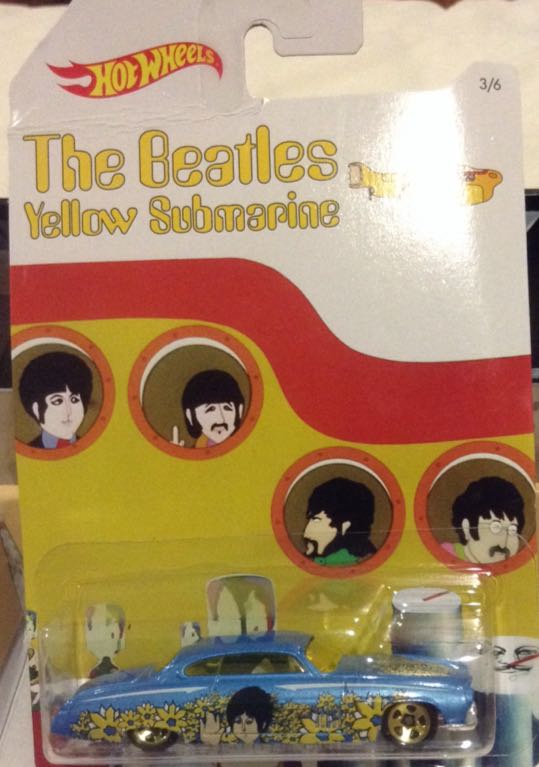 HOT WHEELS
3/6
The Beatles
Yellow Submarine